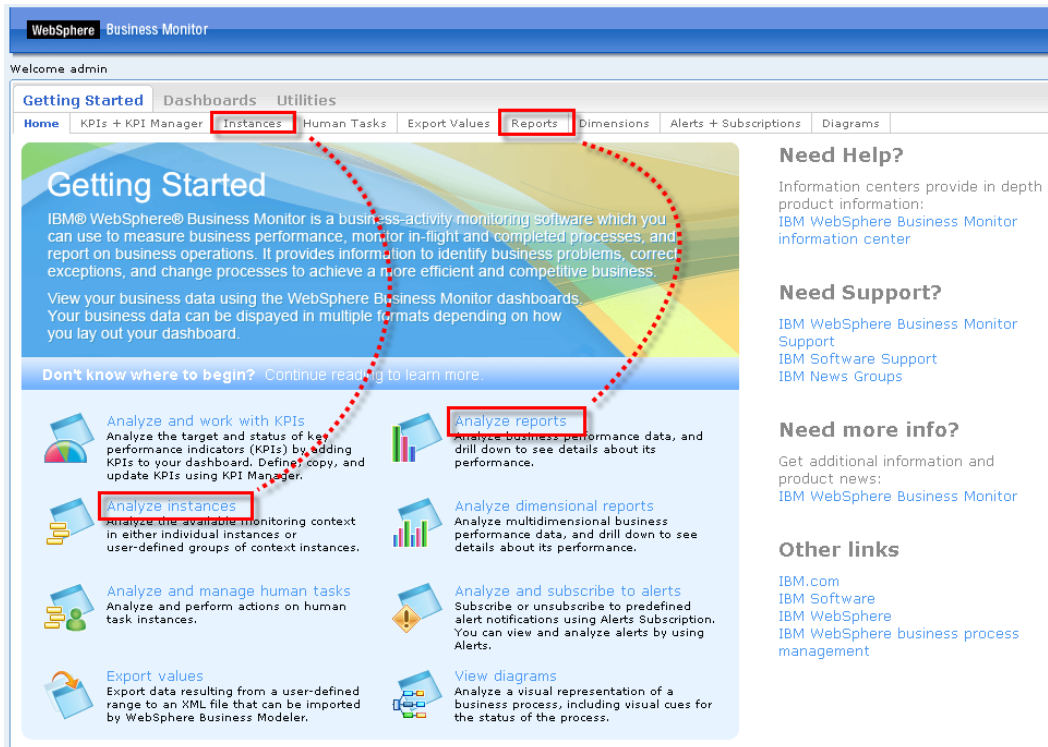 WebSphere Business Monitor
Welcome admin
Getting Started Dashboards Utilities
Home KPIs + KPI Manager Instances Human Tasks Export Values Reports Dimensions Alerts + Subscriptions Diagrams
Getting Started
IBM® WebSphere® Business Monitor is a business-activity monitoring software which you
can use to measure business performance, monitor in-flight and completed processes, and
report on business operations. It provides information to identify business problems, correct
exceptions, and change processes to achieve a more efficient and competitive business.
View your business data using the WebSphere Business Monitor dashboards.
Your business data can be dispayed in multiple formats depending on how
you lay out your dashboard.
Don't know where to begin? Continue reading to learn more.
Analyze and work with KPIs
Analyze the target and status of key
performance indicators (KPIs) by adding
KPIs to your dashboard. Define, copy, and
update KPIs using KPI Manager.
Analyze reports
Analyze business performance data, and
drill down to see details about its
performance.
Analyze instances
Analyze the available monitoring context
in either individual instances or
user-defined groups of context instances.
Analyze dimensional reports
Analyze multidimensional business
performance data, and drill down to see
details about its performance.
Analyze and manage human tasks
Analyze and perform actions on human
task instances.
Analyze and subscribe to alerts
Subscribe or unsubscribe to predefined
alert notifications using Alerts Subscription.
You can view and analyze alerts by using
Alerts.
Export values
Export data resulting from a user-defined
range to an XML file that can be imported
by WebSphere Business Modeler.
View diagrams
Analyze a visual representation of a
business process, including visual cues for
the status of the process.
Need Help?
Information centers provide in depth
product information:
IBM WebSphere Business Monitor
information center
Need Support?
IBM WebSphere Business Monitor
Support
IBM Software Support
IBM News Groups
Need more info?
Get additional information and
product news:
IBM WebSphere Business Monitor
Other links
IBM.com
IBM Software
IBM WebSphere
IBM WebSphere business process
management